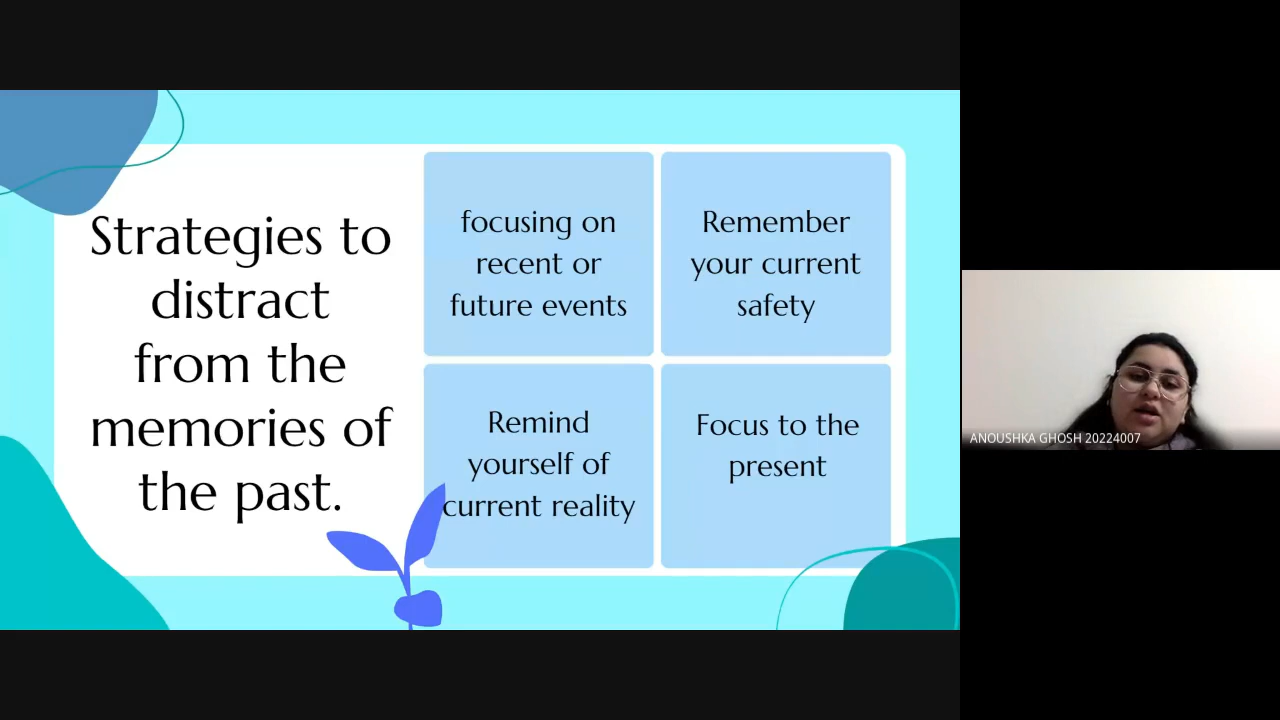 Strategies to
distract
from the
memories of
the past.
focusing on
recent or
future events
Remember
your current
safety
Remind
yourself of
current reality
Focus to the
present
ANOUSHKA GHOSH 20224007